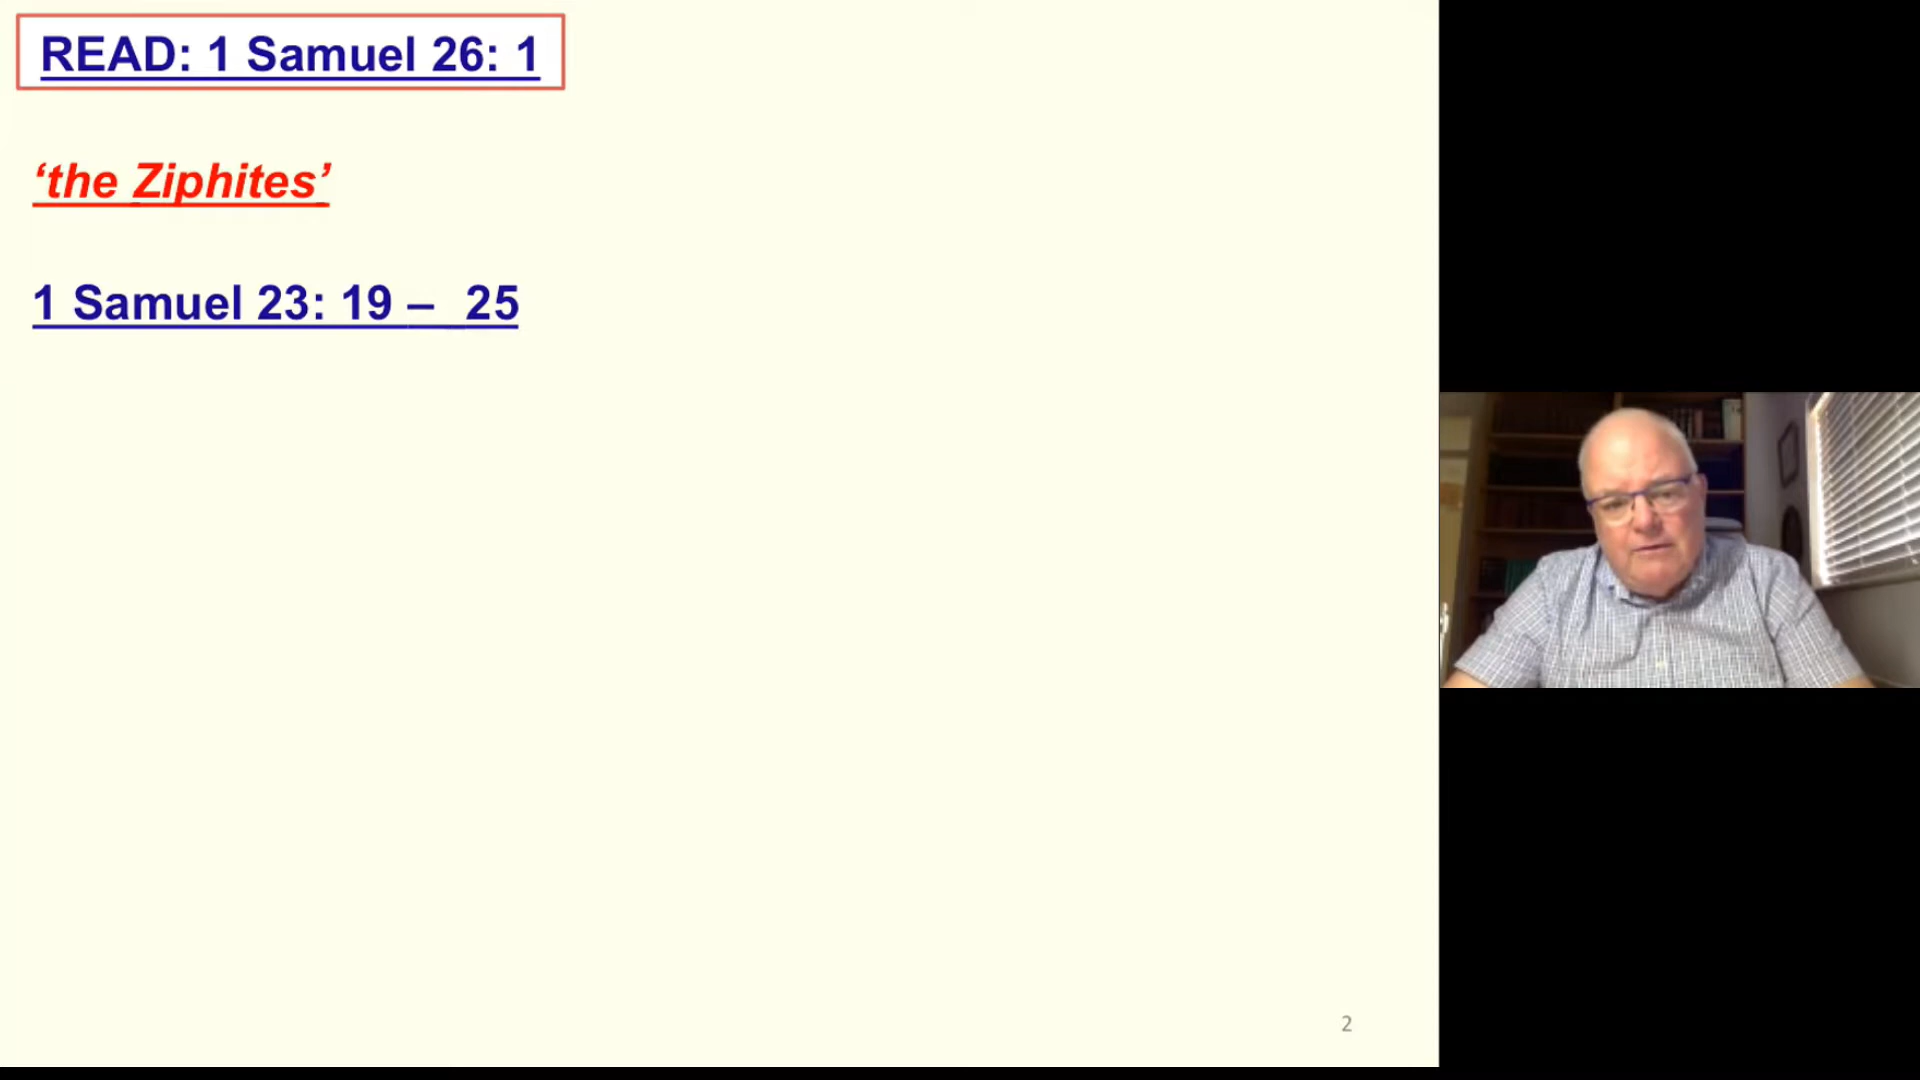 READ: 1 Samuel 26: 1
‘the Ziphites’
1 Samuel 23: 19 –  25
2